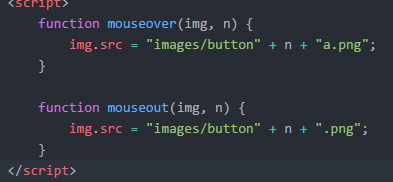 <script>
function mouseover(img, n) {
img.src = "images/button" + n + "a.png";
}
function mouseout(img, n) {
img.src = "images/button" + n + ".png";
}
</script>